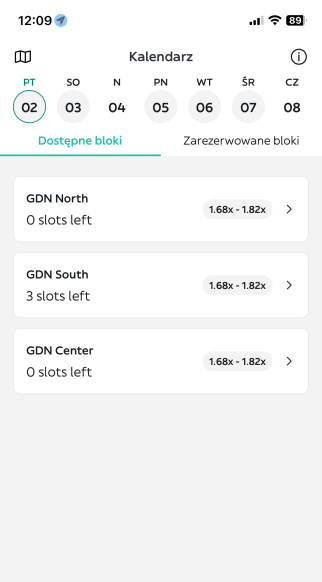 12:09
89
Kalendarz
PT SO N PN WT ŚR CZ
02 03 04 05 06 07 08
Dostępne bloki Zarezerwowane bloki
GDN North
0 slots left
1.68x - 1.82x
GDN South
3 slots left
1.68x - 1.82x
GDN Center
0 slots left
1.68x - 1.82x